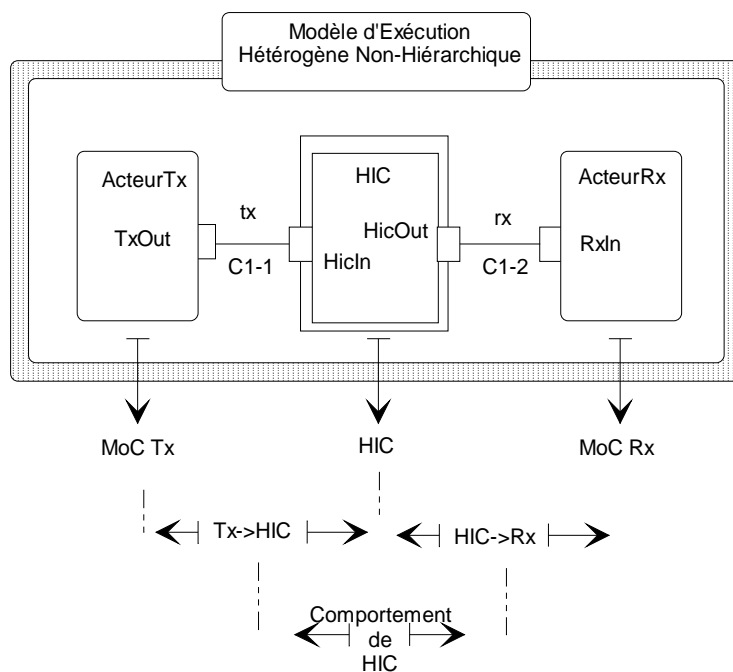 Modèle d'Exécution
Hétérogène Non-Hiérarchique
ActeurTx
HIC
ActeurRx
tx
rx
TxOut
HicOut
RxIn
HicIn
C1-1
C1-2
MoC Tx
HIC
MoC Rx
Tx->HIC
HIC->Rx
Comportement
de
HIC